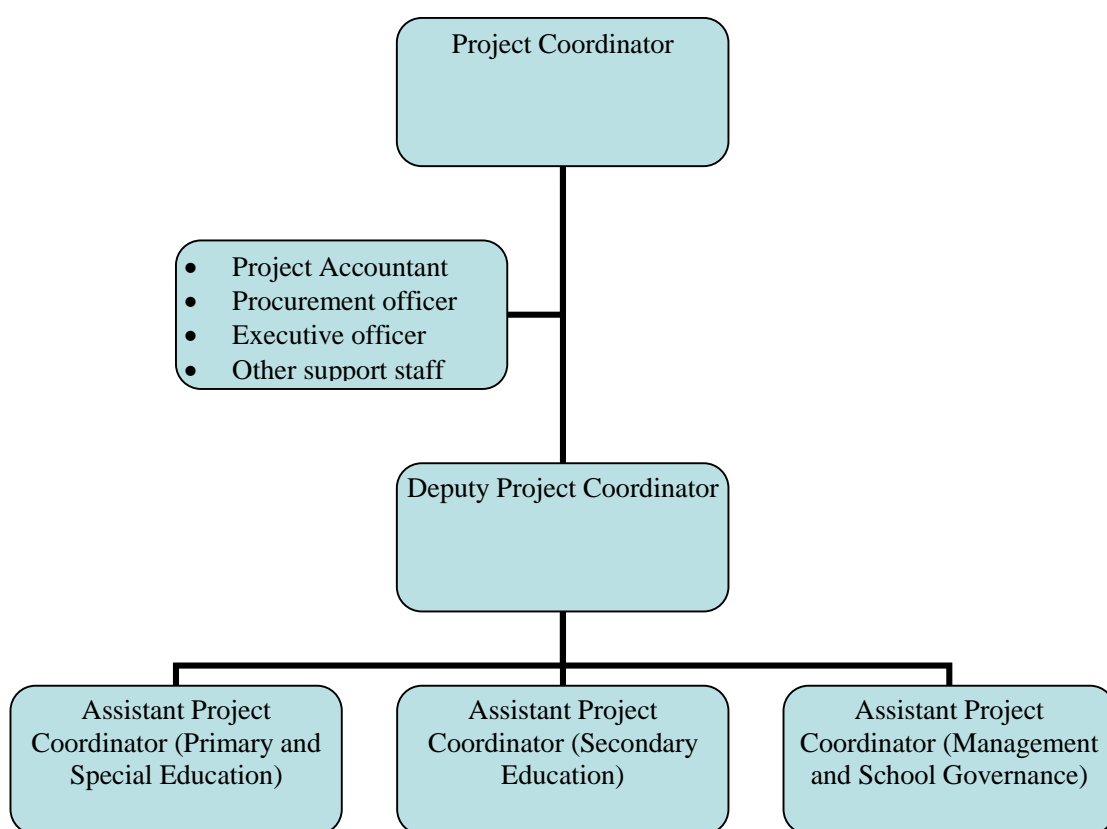 Project Coordinator
• Project Accountant
• Procurement officer
• Executive officer
• Other support staff
Deputy Project Coordinator
Assistant Project
Coordinator (Primary and
Special Education)
Assistant Project
Coordinator (Secondary
Education)
Assistant Project
Coordinator (Management
and School Governance)